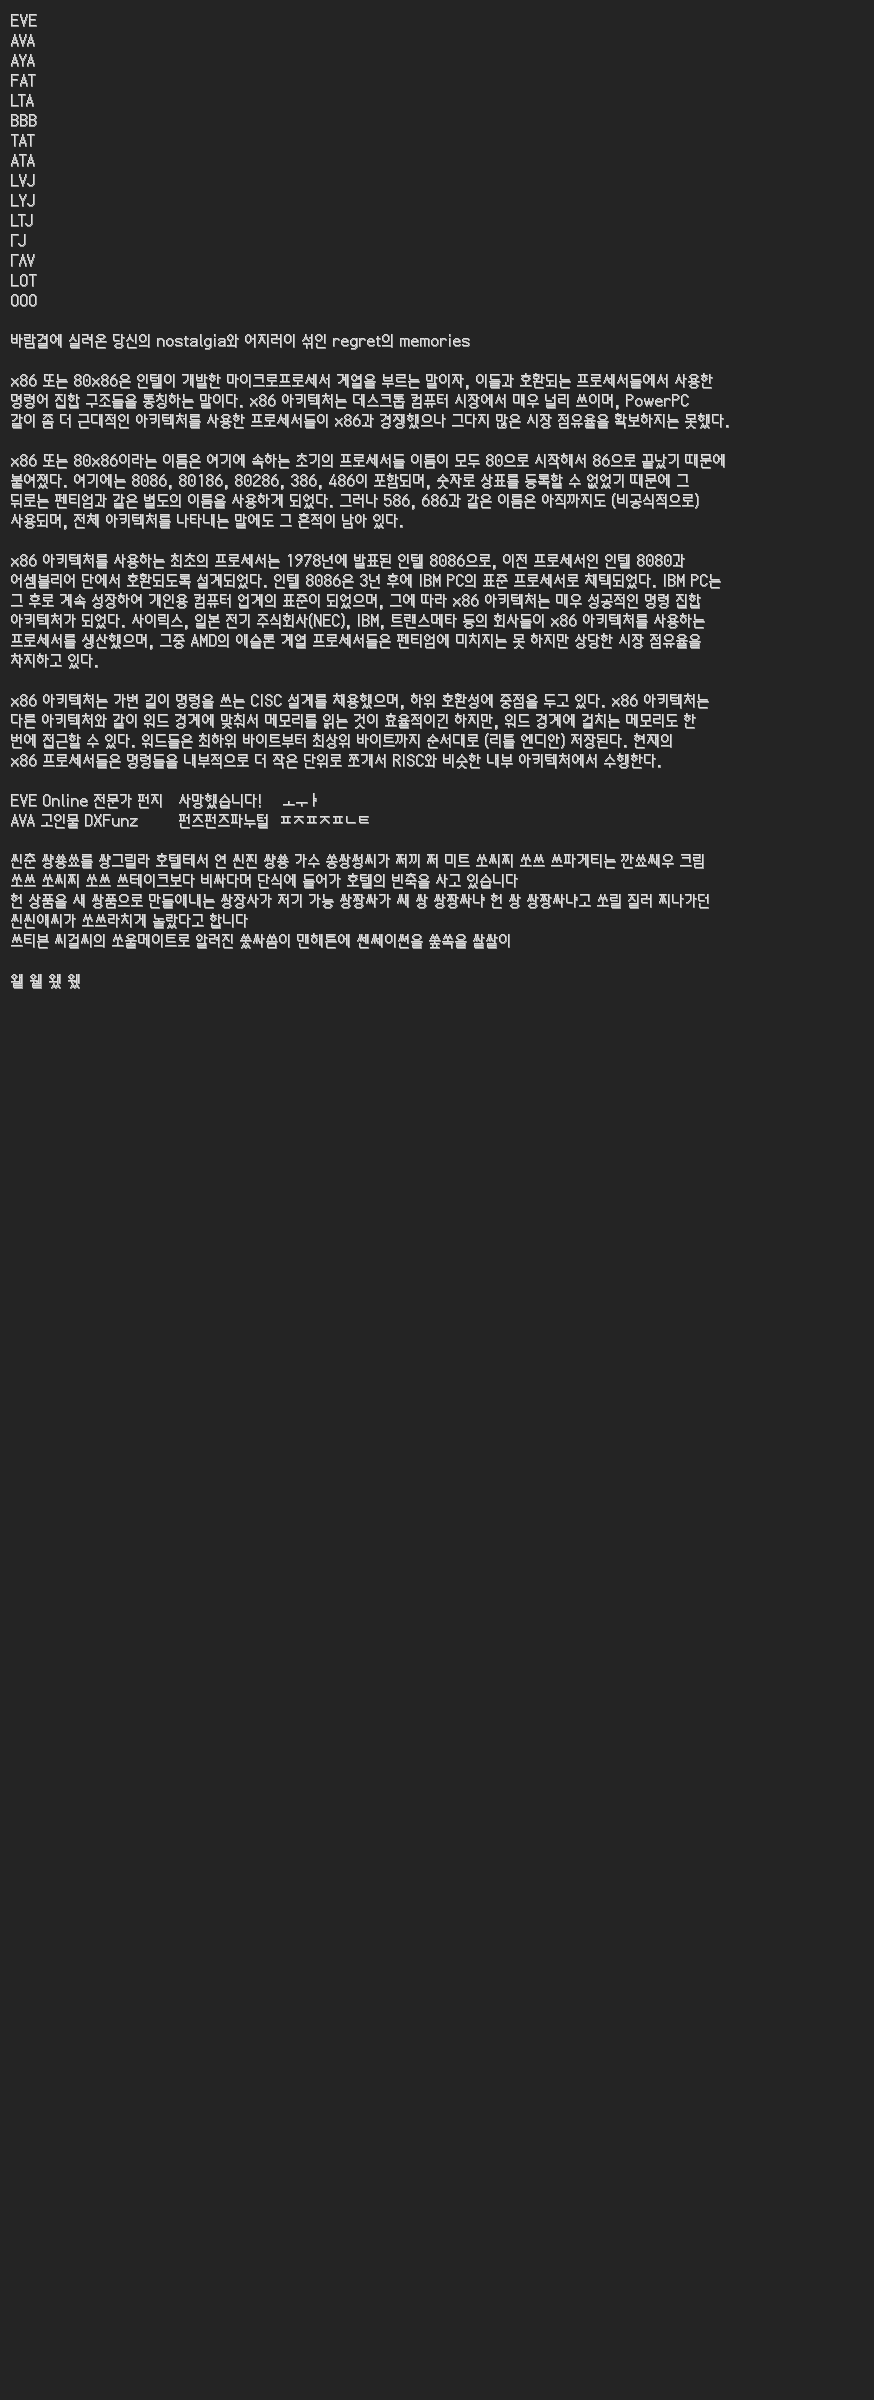 EVE
AVA
AYA
FAT
LTA
BBB
TAT
ATA
LVJ
LYJ
LTJ
ΓJ
ΓΛV
LOT
OOO
바람결에 실려온 당신의 nostalgia와 어지러이 섞인 regret의 memories
x86 또는 80x86은 인텔이 개발한 마이크로프로세서 계열을 부르는 말이자, 이들과 호환되는 프로세서들에서 사용한
명령어 집합 구조들을 통칭하는 말이다. x86 아키텍처는 데스크톱 컴퓨터 시장에서 매우 널리 쓰이며, PowerPC
같이 좀 더 근대적인 아키텍처를 사용한 프로세서들이 x86과 경쟁했으나 그다지 많은 시장 점유율을 확보하지는 못했다.
x86 또는 80x86이라는 이름은 여기에 속하는 초기의 프로세서들 이름이 모두 80으로 시작해서 86으로 끝났기 때문에
붙여졌다. 여기에는 8086, 80186, 80286, 386, 486이 포함되며, 숫자로 상표를 등록할 수 없었기 때문에 그
뒤로는 펜티엄과 같은 별도의 이름을 사용하게 되었다. 그러나 586, 686과 같은 이름은 아직까지도 (비공식적으로)
사용되며, 전체 아키텍처를 나타내는 말에도 그 흔적이 남아 있다.
x86 아키텍처를 사용하는 최초의 프로세서는 1978년에 발표된 인텔 8086으로, 이전 프로세서인 인텔 8080과
어셈블리어 단에서 호환되도록 설계되었다. 인텔 8086은 3년 후에 IBM PC의 표준 프로세서로 채택되었다. IBM PC는
그 후로 계속 성장하여 개인용 컴퓨터 업계의 표준이 되었으며, 그에 따라 x86 아키텍처는 매우 성공적인 명령 집합
아키텍처가 되었다. 사이릭스, 일본 전기 주식회사(NEC), IBM, 트랜스메타 등의 회사들이 x86 아키텍처를 사용하는
프로세서를 생산했으며, 그중 AMD의 애슬론 계열 프로세서들은 펜티엄에 미치지는 못 하지만 상당한 시장 점유율을
차지하고 있다.
x86 아키텍처는 가변 길이 명령을 쓰는 CISC 설계를 채용했으며, 하위 호환성에 중점을 두고 있다. x86 아키텍처는
다른 아키텍처와 같이 워드 경계에 맞춰서 메모리를 읽는 것이 효율적이긴 하지만, 워드 경계에 걸치는 메모리도 한
번에 접근할 수 있다. 워드들은 최하위 바이트부터 최상위 바이트까지 순서대로 (리틀 엔디안) 저장된다. 현재의
x86 프로세서들은 명령들을 내부적으로 더 작은 단위로 쪼개서 RISC와 비슷한 내부 아키텍처에서 수행한다.
EVE Online 전문가 펀지 사망했습니다! ㅗㅜㅑ
AVA 고인물 DXFunz 펀즈펀즈파누털 ㅍㅈㅍㅈㅍㄴㅌ
씬춘 썅쑝쑈를 썅그릴라 호텔테서 연 씬찐 썅쑝 가수 쏭쌍썽씨가 쩌끼 쩌 미트 쏘씨찌 쏘쓰 쓰파게티는 깐쑈쌔우 크림
쏘쓰 쏘씨찌 쏘쓰 쓰테이크보다 비싸다며 단식에 들어가 호텔의 빈축을 사고 있습니다
헌 상품을 새 쌍품으로 만들애내는 쌍장사가 저기 가능 쌍장싸가 쌔 쌍 쌍장싸냐 헌 쌍 쌍장싸냐고 쏘릴 질러 찌나가던
씬씬애씨가 쏘쓰라치게 놀랐다고 합니다
쓰티븐 씨걸씨의 쏘울메이트로 알려진 쐈싸씀이 맨해튼에 쎈쎄이썬을 쑾쏙을 쌀쌀이